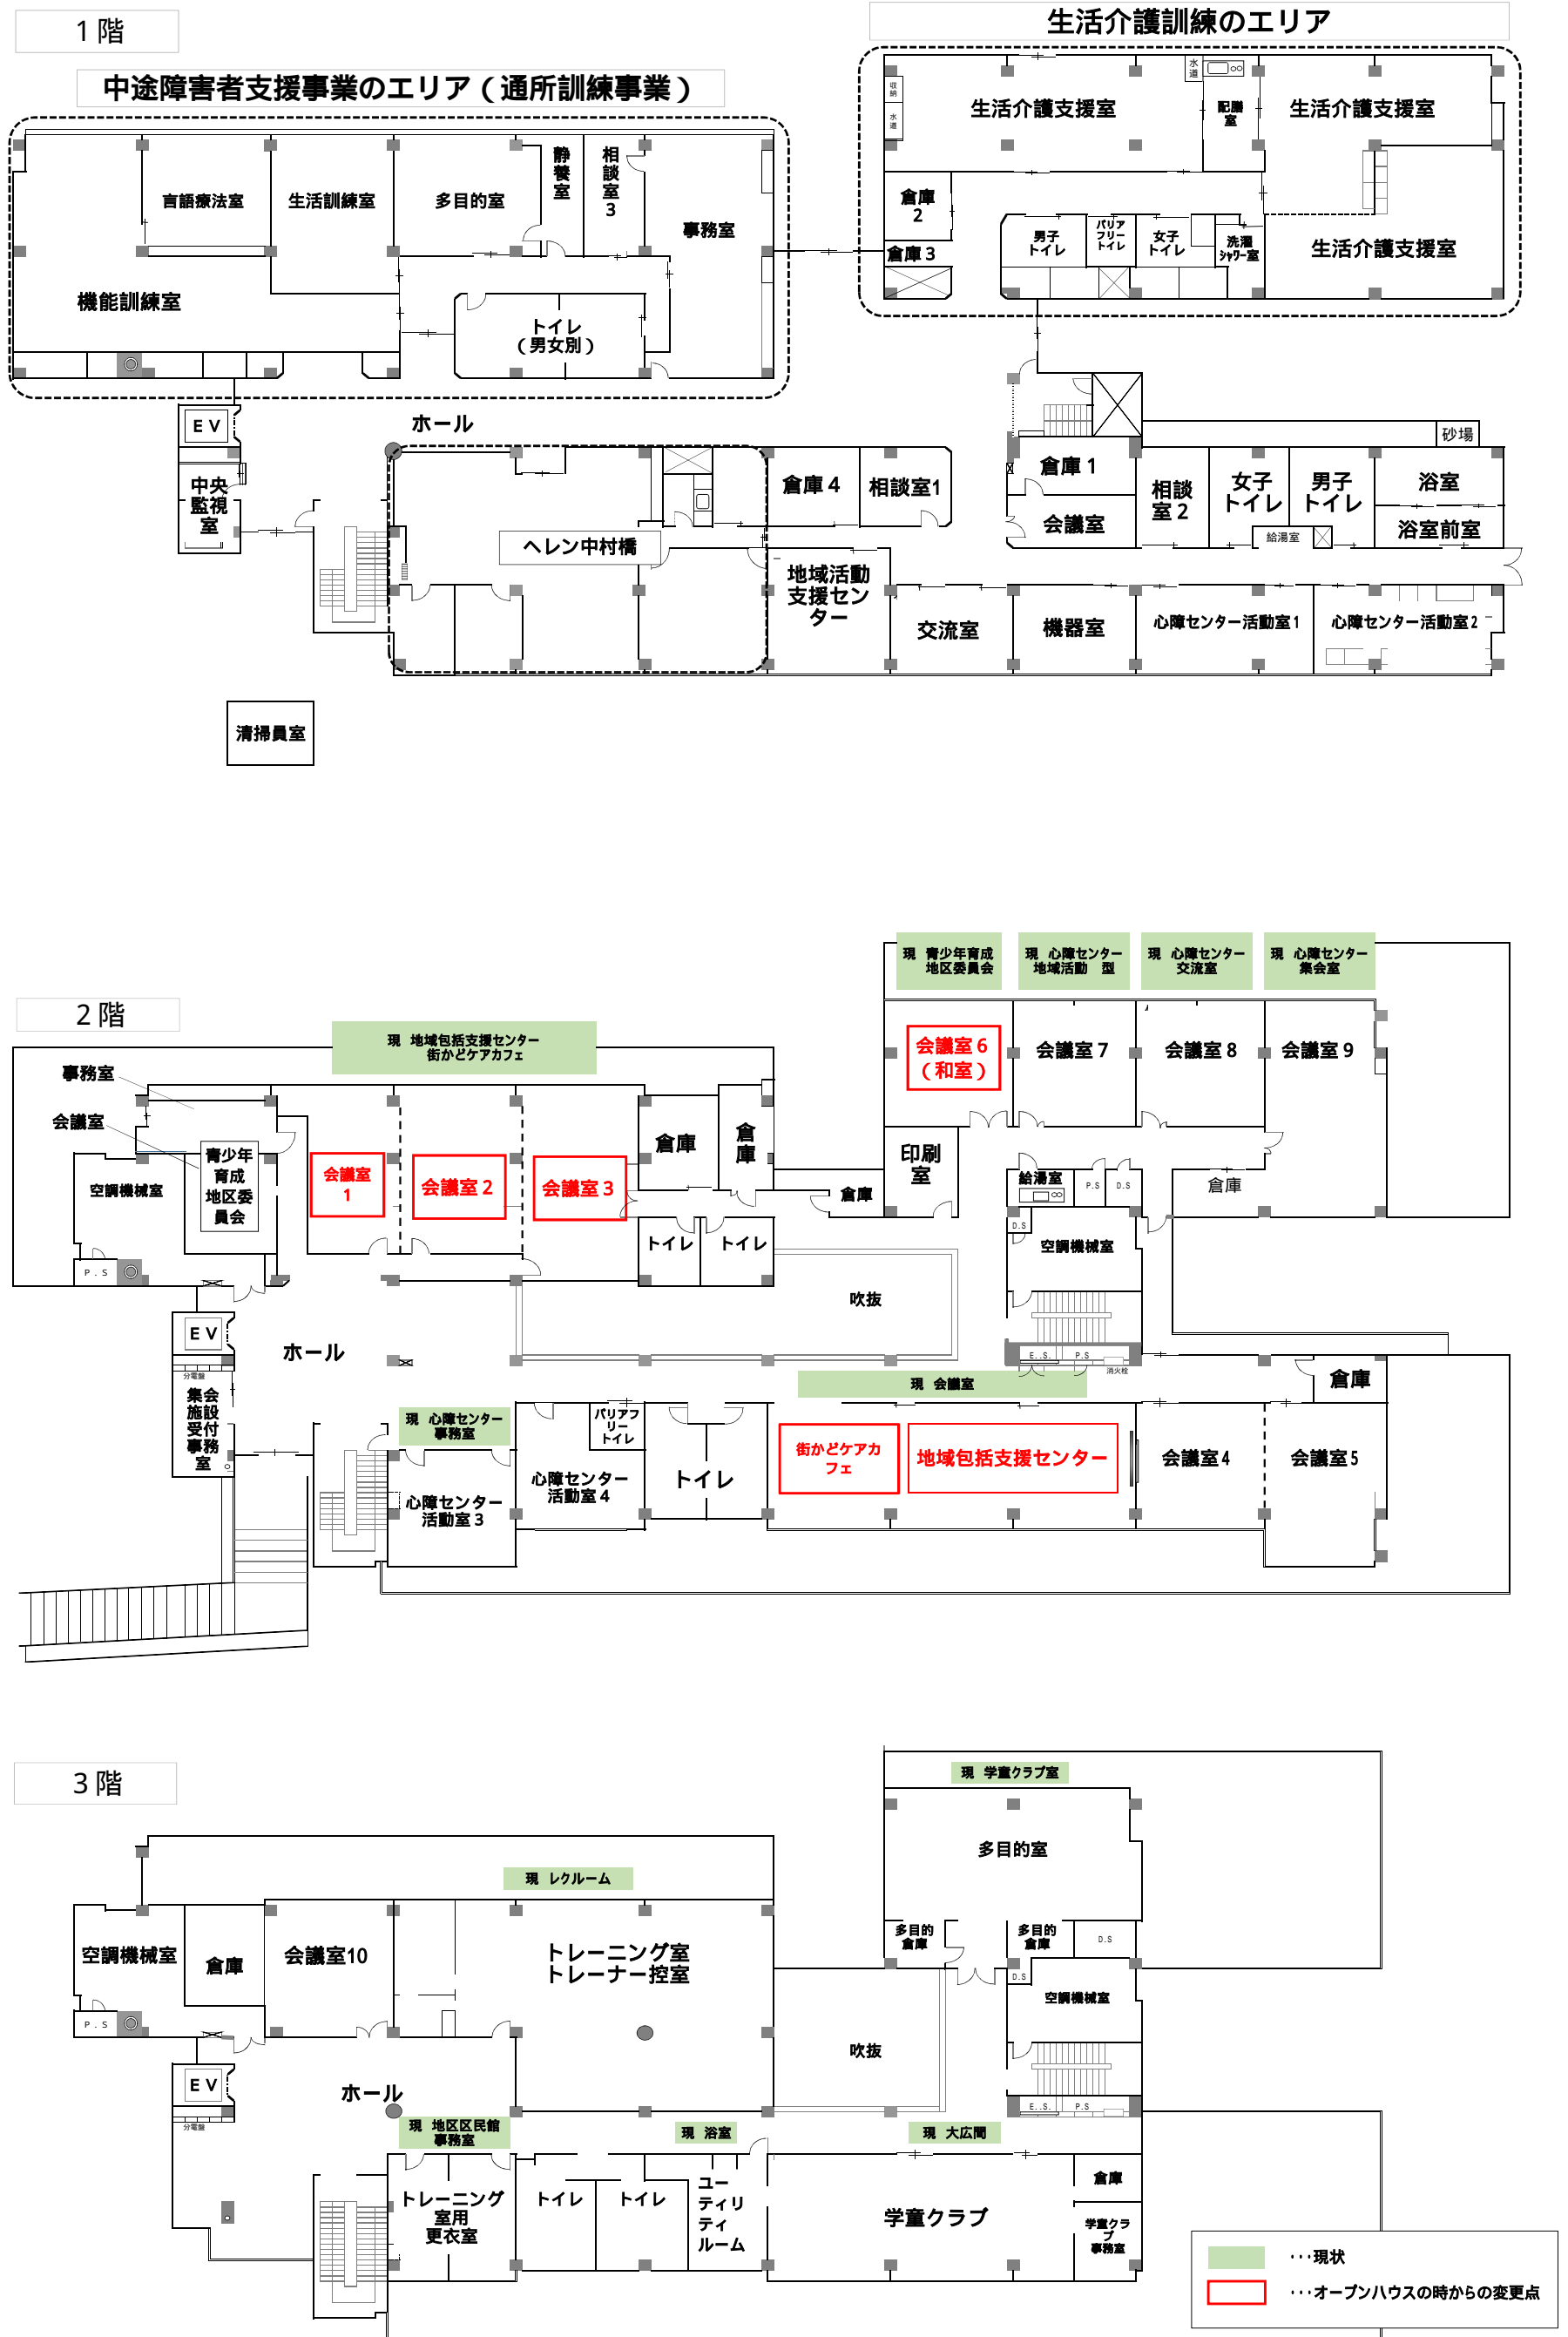 1階
生活介護訓練のエリア
中途障害者支援事業のエリア（通所訓練事業）
言語療法室
生活訓練室
多目的室
静養室
相談室3
事務室
機能訓練室
トイレ
（男女別）
収納
水道
生活介護支援室
水道
配膳
室
生活介護支援室
倉庫
2
倉庫3
男子
トイレ
バリア
フリー
トイレ
女子
トイレ
洗濯
シャワー室
生活介護支援室
EV
ホール
中央
監視
室
ヘレン中村橋
倉庫4
相談室1
倉庫1
会議室
相談
室2
女子
トイレ
男子
トイレ
給湯室
砂場
浴室
浴室前室
地域活動
支援セン
ター
交流室
機器室
心障センター活動室1
心障センター活動室2
清掃員室
2階
現 青少年育成
地区委員会
現 心障センター
地域活動 型
現 心障センター
交流室
現 心障センター
集会室
現 地域包括支援センター
街かどケアカフェ
事務室
会議室
空調機械室
青少年
育成
地区委
員会
会議室
1
会議室2
会議室3
倉庫
倉庫
倉庫
トイレ
トイレ
会議室6
（和室）
会議室7
会議室8
会議室9
印刷
室
給湯室
P.S
D.S
倉庫
D.S
空調機械室
P.S
吹抜
EV
ホール
分電盤
集会
施設
受付
事務
室
E..S.
P.S
消火栓
現 会議室
倉庫
現 心障センター
事務室
バリアフ
リー
トイレ
心障センター
活動室3
心障センター
活動室4
トイレ
街かどケアカ
フェ
地域包括支援センター
会議室4
会議室5
3階
現 学童クラブ室
多目的室
現 レクルーム
空調機械室
倉庫
会議室10
トレーニング室
トレーナー控室
多目的
倉庫
多目的
倉庫
D.S
D.S
空調機械室
P.S
吹抜
EV
ホール
分電盤
E..S.
P.S
現 地区区民館
事務室
現 浴室
現 大広間
トレーニング
室用
更衣室
トイレ
トイレ
ユー
ティリ
ティ
ルーム
学童クラブ
倉庫
学童クラ
ブ
事務室
･･･現状
･･･オープンハウスの時からの変更点